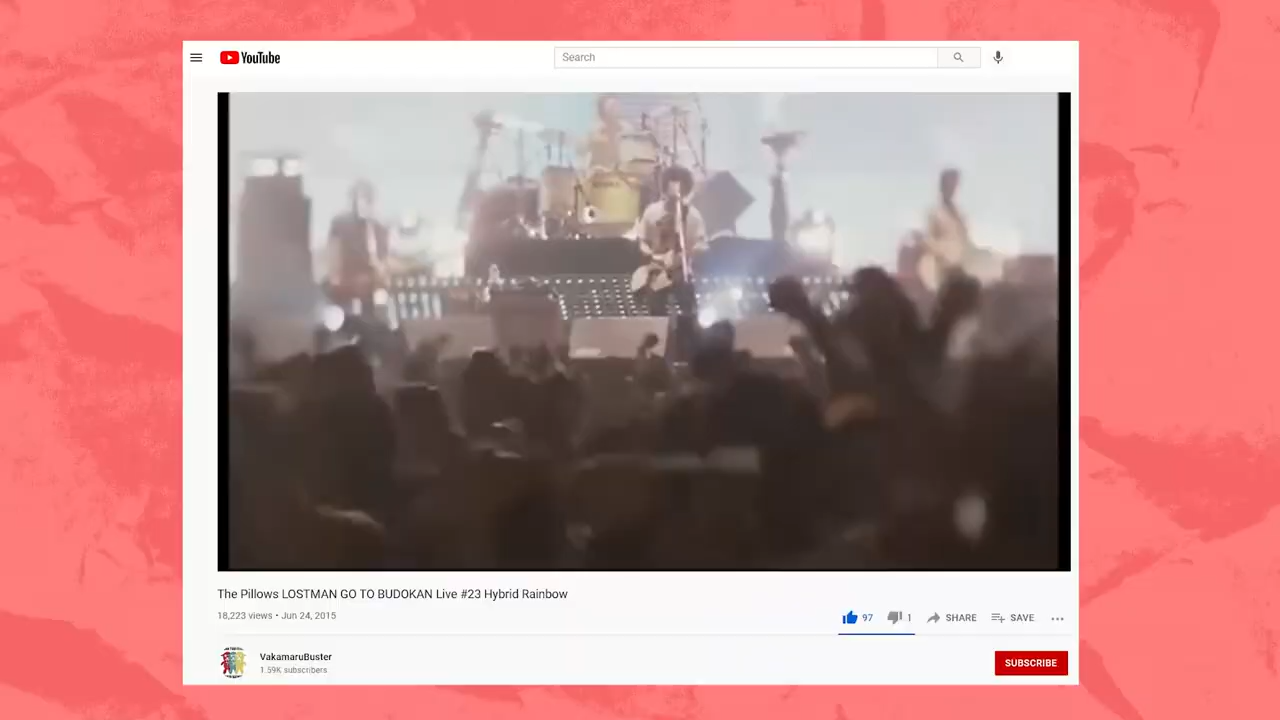 YouTube
Search
The Pillows LOSTMAN GO TO BUDOKAN Live #23 Hybrid Rainbow
18,223 views • Jun 24, 2015
97 1 SHARE SAVE
VakamaruBuster
1.59K subscribers
SUBSCRIBE